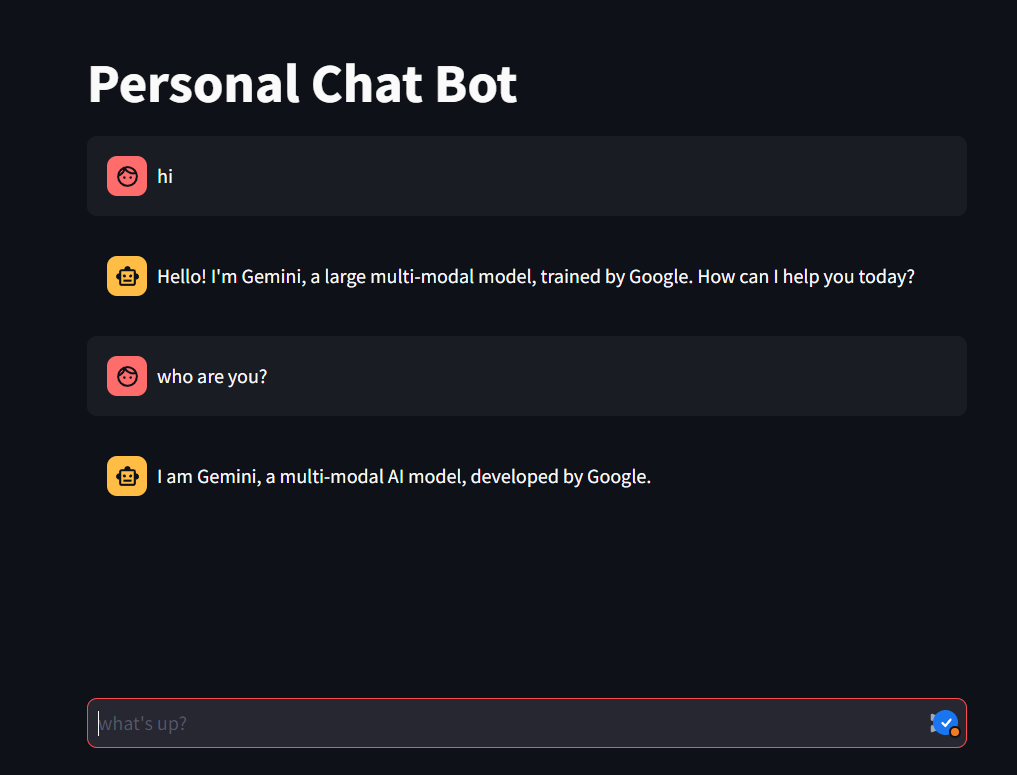 Personal Chat Bot
hi
Hello! I'm Gemini, a large multi-modal model, trained by Google. How can I help you today?
who are you?
I am Gemini, a multi-modal AI model, developed by Google.
what's up?